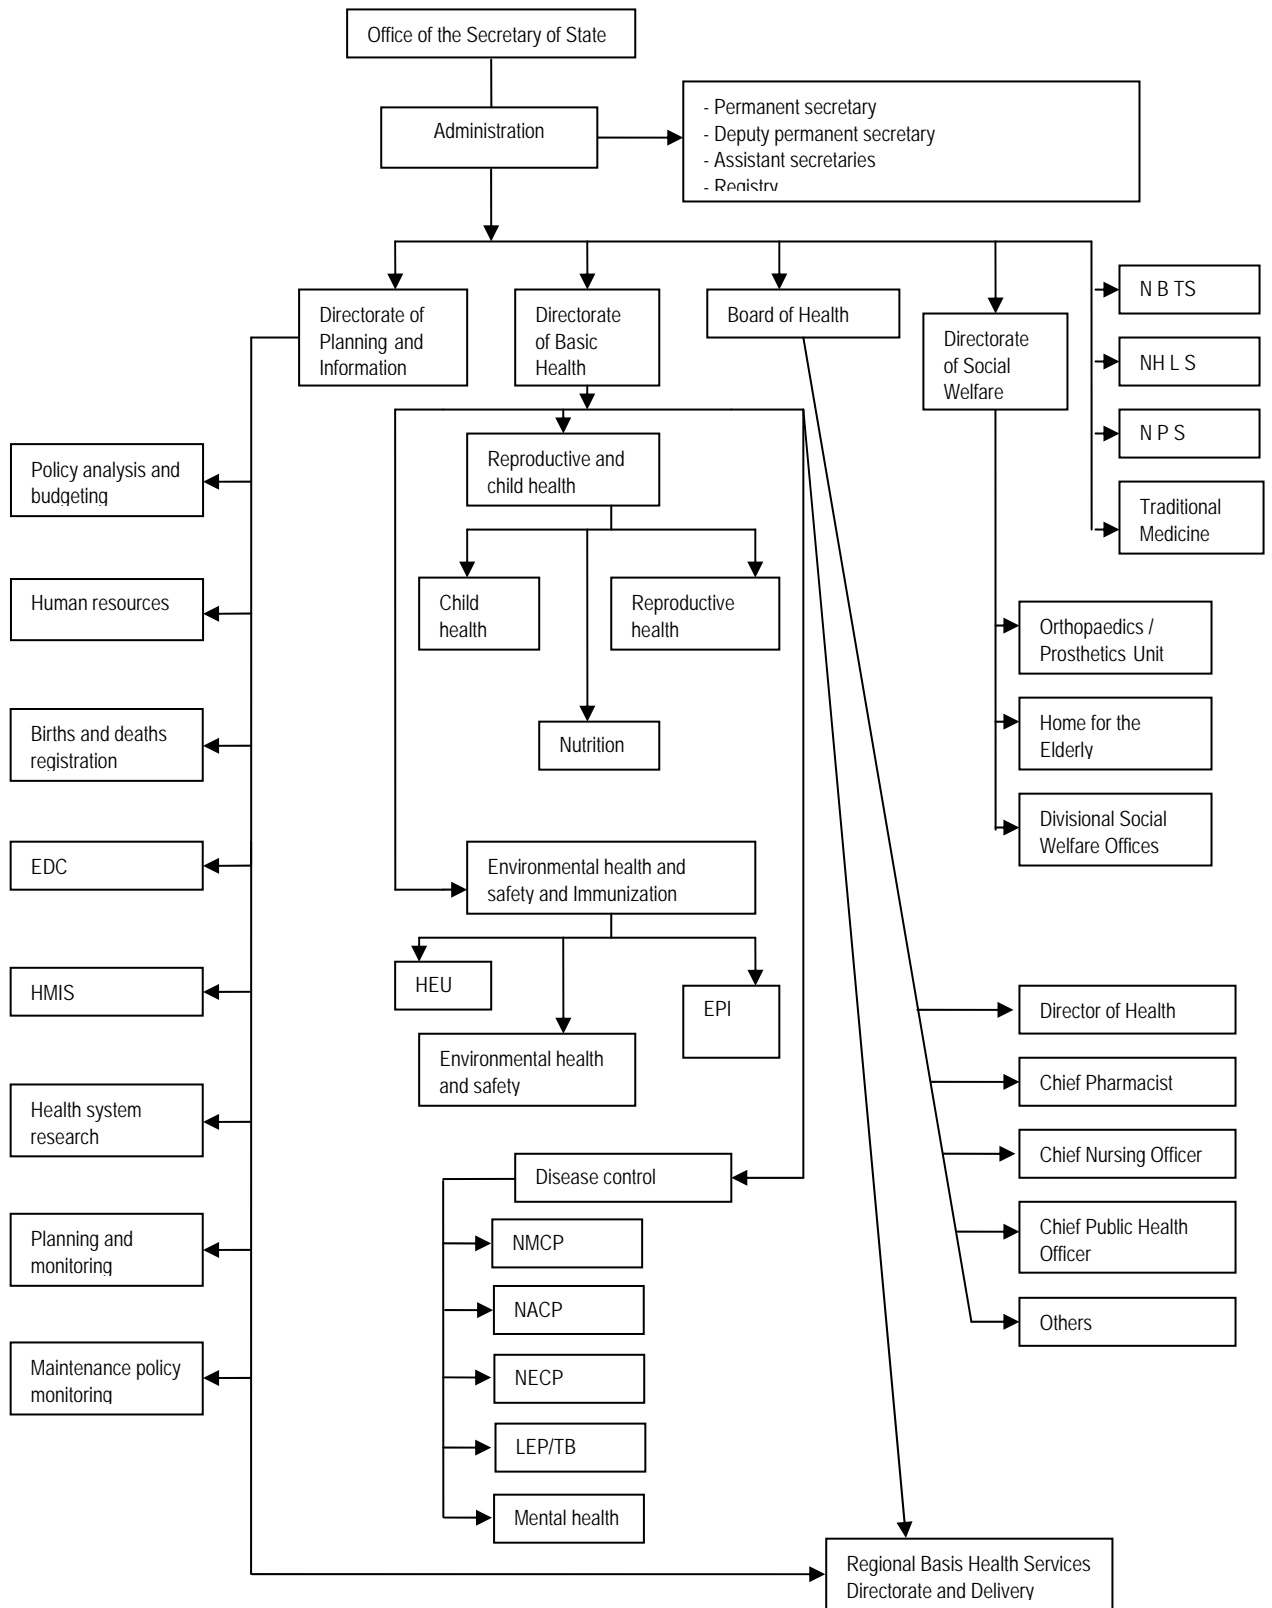 Office of the Secretary of State
Administration
- Permanent secretary
- Deputy permanent secretary
- Assistant secretaries
- Registry
Directorate of
Planning and
Information
Directorate
of Basic
Health
Board of Health
Directorate
of Social
Welfare
N B TS
NH L S
N P S
Traditional
Medicine
Policy analysis and
budgeting
Human resources
Births and deaths
registration
EDC
HMIS
Health system
research
Planning and
monitoring
Maintenance policy
monitoring
Reproductive and
child health
Child
health
Reproductive
health
Nutrition
Environmental health and
safety and Immunization
HEU
EPI
Environmental health
and safety
Disease control
NMCP
NACP
NECP
LEP/TB
Mental health
Orthopaedics /
Prosthetics Unit
Home for the
Elderly
Divisional Social
Welfare Offices
Director of Health
Chief Pharmacist
Chief Nursing Officer
Chief Public Health
Officer
Others
Regional Basis Health Services
Directorate and Delivery